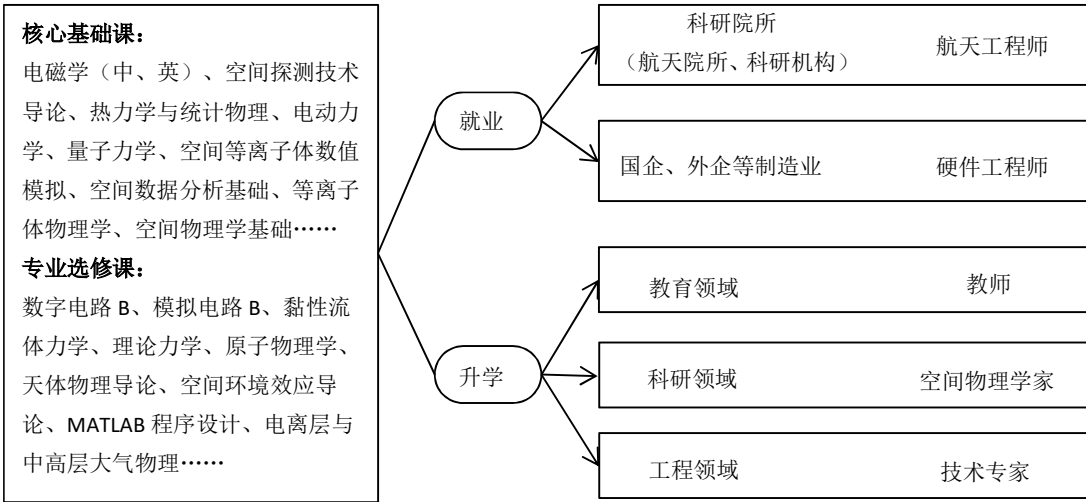 核心基础课：
电磁学（中、英）、空间探测技术
导论、热力学与统计物理、电动力
学、量子力学、空间等离子体数值
模拟、空间数据分析基础、等离子
体物理学、空间物理学基础……
专业选修课：
数字电路 B、模拟电路 B、黏性流
体力学、理论力学、原子物理学、
天体物理导论、空间环境效应导
论、MATLAB 程序设计、电离层与
中高层大气物理……
就业
科研院所
（航天院所、科研机构）
航天工程师
国企、外企等制造业
硬件工程师
升学
教育领域
教师
科研领域
空间物理学家
工程领域
技术专家